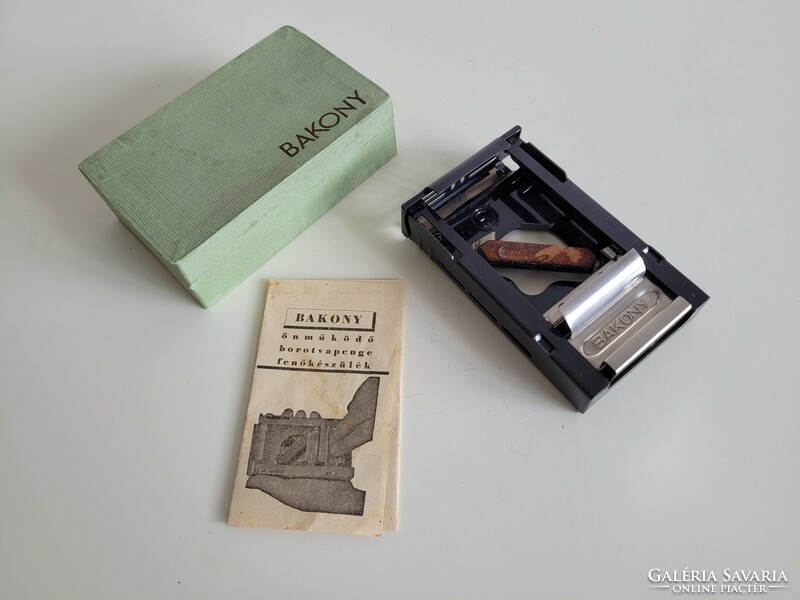 BAKONY
BAKONY
önműködő
borotvapenge
fenőkészülék
BAKONY
GALÉRIA SAVARIA
ONLINE PIACTÉR